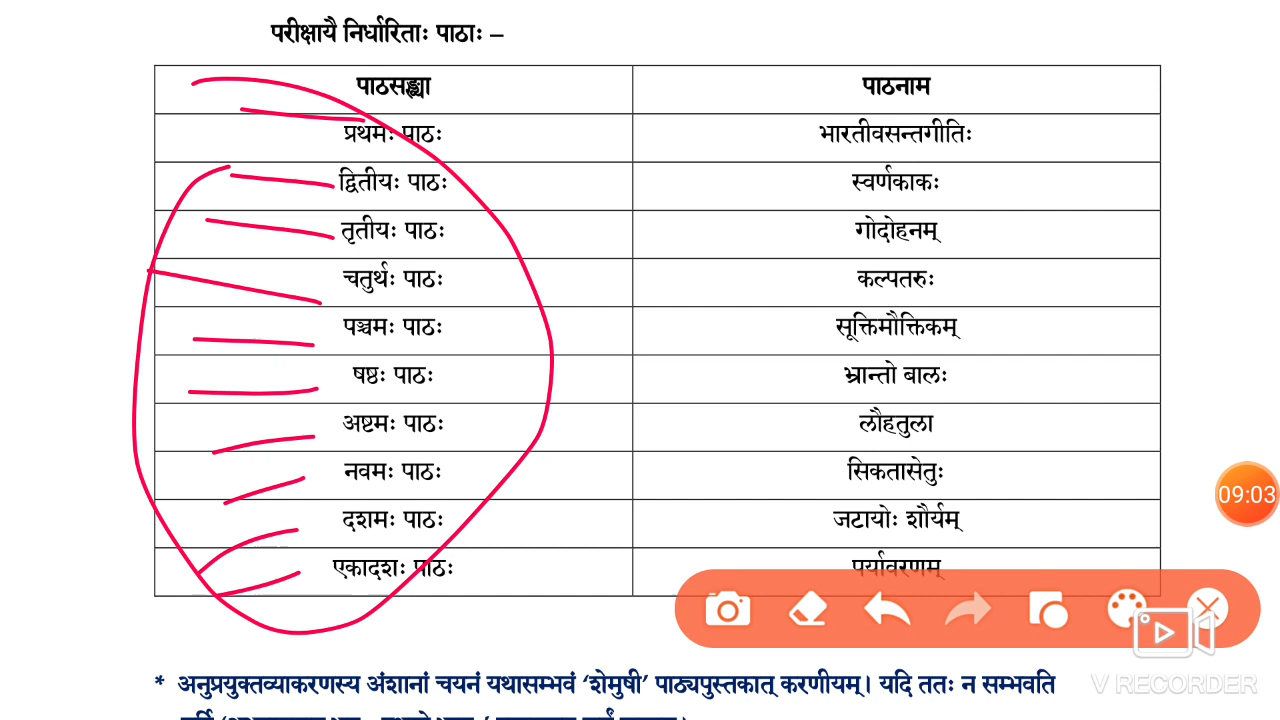 परीक्षायै निर्धारिताः पाठाः –
पाठसङ्ख्या पाठनाम
प्रथमः पाठः भारतीवसन्तगीतिः
द्वितीयः पाठः स्वर्णकाकः
तृतीयः पाठः गोदोहनम्
चतुर्थः पाठः कल्पतरुः
पञ्चमः पाठः सूक्तिमौक्तिकम्
षष्ठः पाठः भ्रान्तो बालः
अष्टमः पाठः लौहतुला
नवमः पाठः सिकतासेतुः
दशमः पाठः जटायोः शौर्यम्
एकादशः पाठः पर्यावरणम्
09:03
V RECORDER
* अनुप्रयुक्तव्याकरणस्य अंशानां चयनं यथासम्भवं ‘शेमुषी’ पाठ्यपुस्तकात् करणीयम्। यदि ततः न सम्भवति